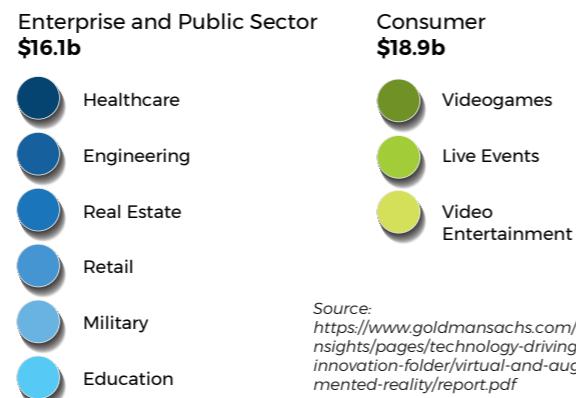 Enterprise and Public Sector
$16.1b
Healthcare
Engineering
Real Estate
Retail
Military
Education
Consumer
$18.9b
Videogames
Live Events
Video
Entertainment
Source:
https://www.goldmansachs.com/
nsights/pages/technology-driving
innovation-folder/virtual-and-aug
mented-reality/report.pdf